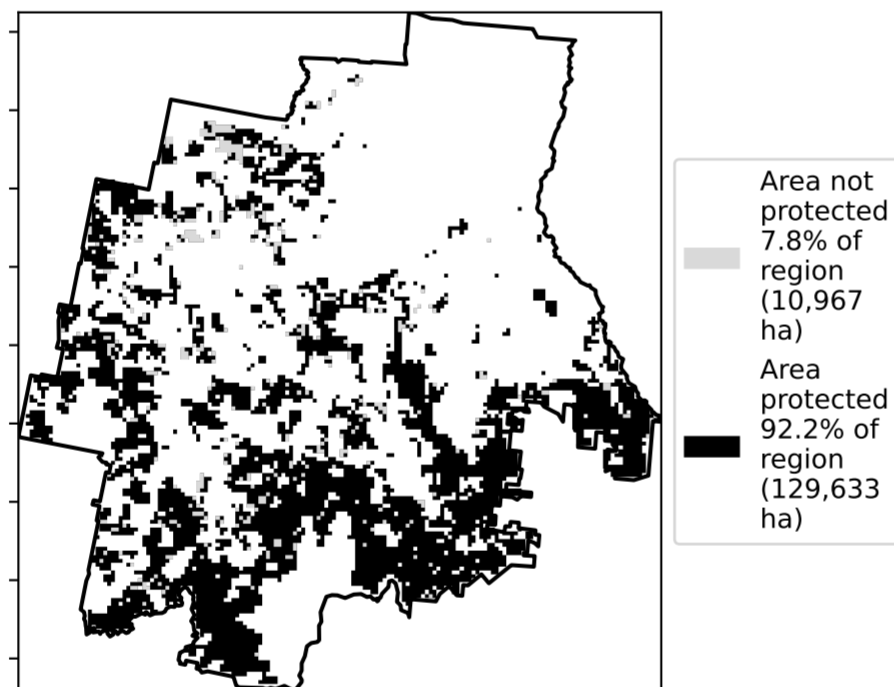 Area not
protected
7.8% of
region
(10,967
ha)
Area
protected
92.2% of
region
(129,633
ha)